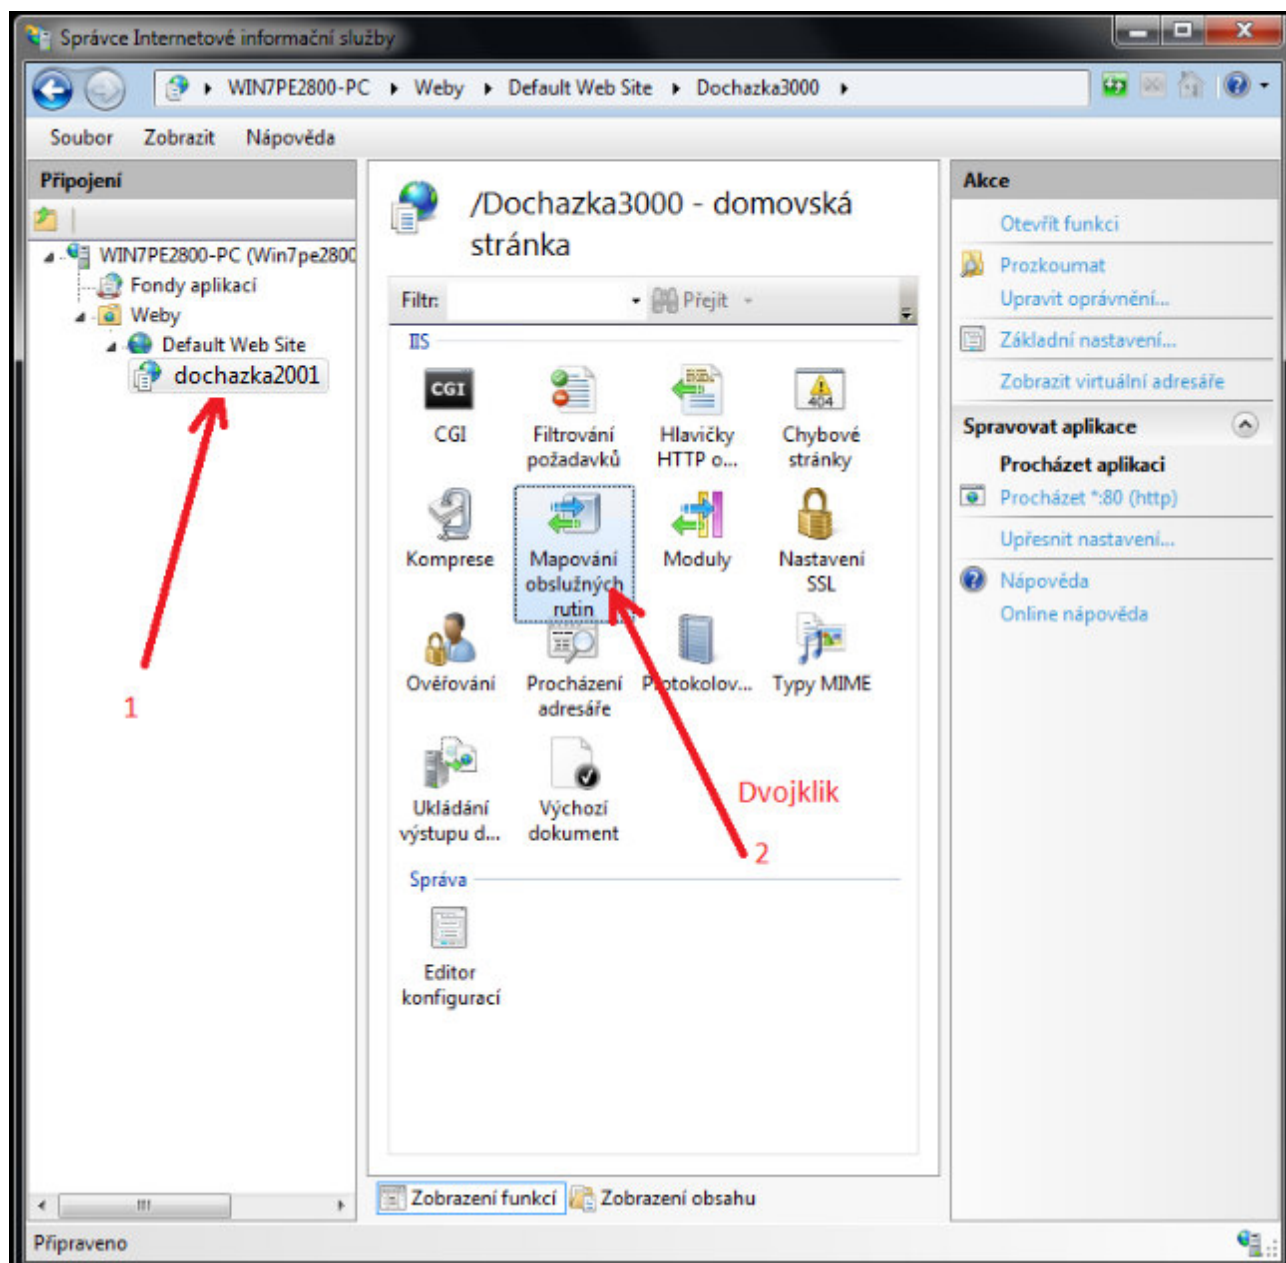 Správce Internetové informační služby
WIN7PE2800-PC
Weby
Default Web Site
Dochazka3000
Soubor
Zobrazit
Nápověda
Připojení
WIN7PE2800-PC (Win7pe2800
Fondy aplikací
Weby
Default Web Site
dochazka2001
1
/Dochazka3000 - domovská
stránka
Filtr:
Přejít
IIS
CGI
CGI
Filtrování
požadavků
Hlavičky
HTTP o...
404
Chybové
stránky
Komprese
Mapování
obslužných
rutin
Moduly
Nastavení
SSL
Ověřování
Procházení
adresáře
Protokolov...
Typy MIME
Ukládání
výstupu d...
Výchozí
dokument
Dvojklik
2
Správa
Editor
konfigurací
Zobrazení funkcí
Zobrazení obsahu
Akce
Otevřít funkci
Prozkoumat
Upravit oprávnění...
Základní nastavení...
Zobrazit virtuální adresáře
Spravovat aplikace
Procházet aplikaci
Procházet *:80 (http)
Upřesnit nastavení...
Nápověda
Online nápověda
Připraveno